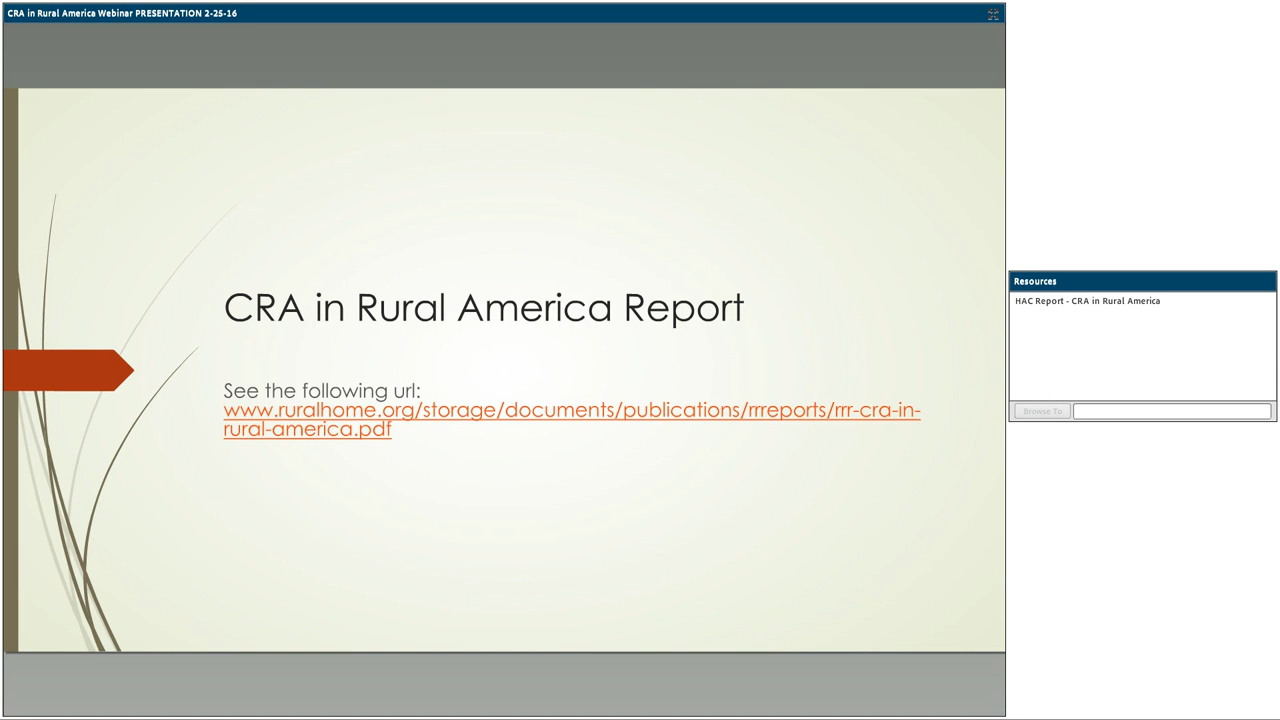 CRA in Rural America Webinar PRESENTATION 2-25-16
CRA in Rural America Report
See the following url:
www.ruralhome.org/storage/documents/publications/rrreports/rrr-cra-in-
rural-america.pdf
Resources
HAC Report - CRA in Rural America
Browse To